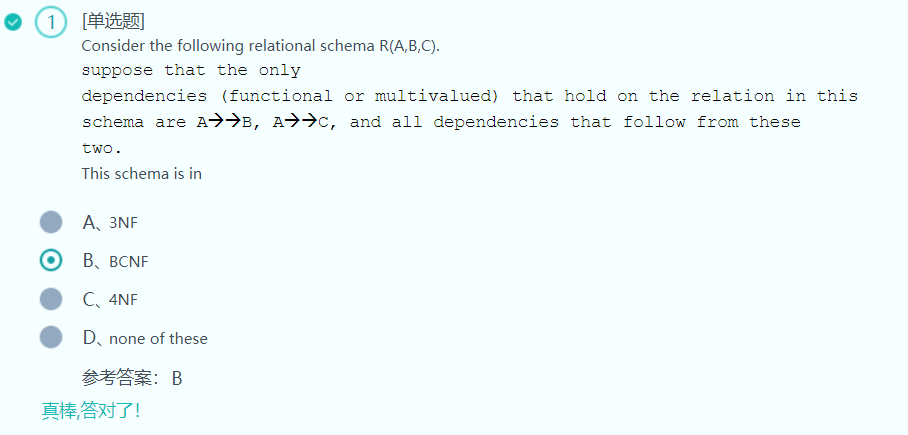 1 [单选题]
Consider the following relational schema R(A,B,C).
suppose that the only
dependencies (functional or multivalued) that hold on the relation in this
schema are A→→B, A→→C, and all dependencies that follow from these
two.
This schema is in
A、3NF
B、BCNF
C、4NF
D、none of these
参考答案：B
真棒,答对了!